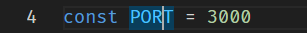 4 const PORT = 3000